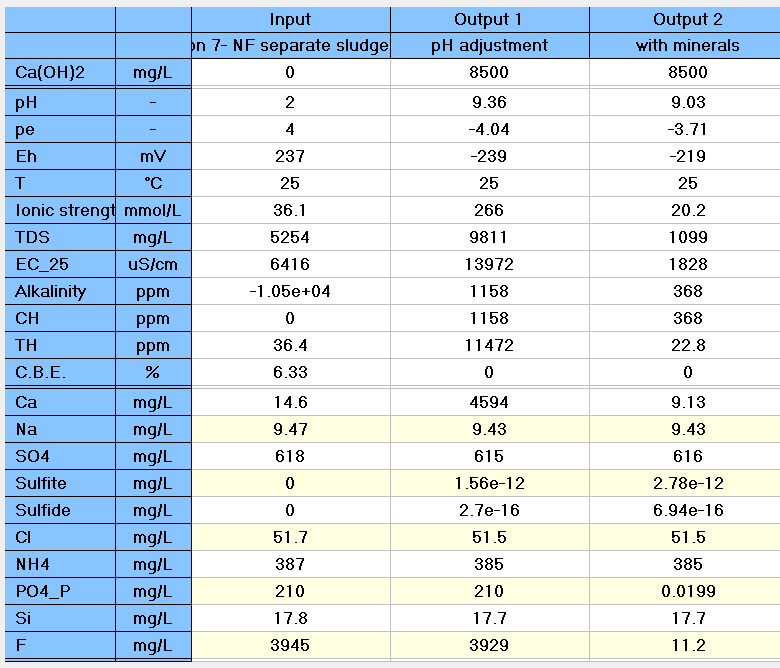 Input Output 1 Output 2
on 7- NF separate sludge pH adjustment with minerals
Ca(OH)2 mg/L 0 8500 8500
pH - 2 9.36 9.03
pe - 4 -4.04 -3.71
Eh mV 237 -239 -219
T °C 25 25 25
Ionic strengt mmol/L 36.1 266 20.2
TDS mg/L 5254 9811 1099
EC_25 uS/cm 6416 13972 1828
Alkalinity ppm -1.05e+04 1158 368
CH ppm 0 1158 368
TH ppm 36.4 11472 22.8
C.B.E. % 6.33 0 0
Ca mg/L 14.6 4594 9.13
Na mg/L 9.47 9.43 9.43
SO4 mg/L 618 615 616
Sulfite mg/L 0 1.56e-12 2.78e-12
Sulfide mg/L 0 2.7e-16 6.94e-16
Cl mg/L 51.7 51.5 51.5
NH4 mg/L 387 385 385
PO4_P mg/L 210 210 0.0199
Si mg/L 17.8 17.7 17.7
F mg/L 3945 3929 11.2